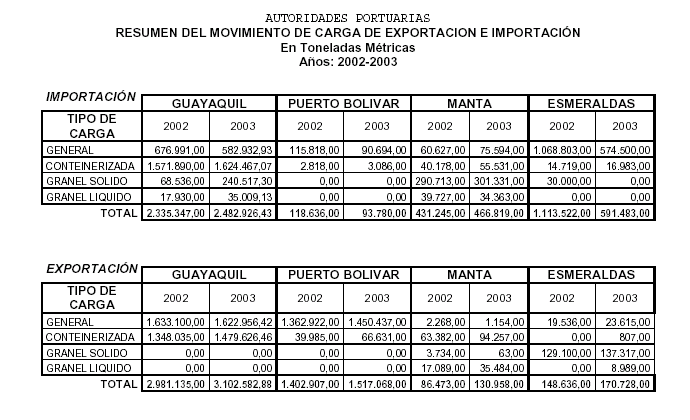 AUTORIDADES PORTUARIAS
RESUMEN DEL MOVIMIENTO DE CARGA DE EXPORTACION E IMPORTACIÓN
En Toneladas Métricas
Años: 2002-2003
IMPORTACIÓN GUAYAQUIL PUERTO BOLIVAR MANTA ESMERALDAS
TIPO DE CARGA 2002 2003 2002 2003 2002 2003 2002 2003
GENERAL 676.991,00 582.932,93 115.818,00 90.694,00 60.627,00 75.594,00 1.068.803,00 574.500,00
CONTEINERIZADA 1.571.890,00 1.624.467,07 2.818,00 3.086,00 40.178,00 55.531,00 14.719,00 16.983,00
GRANEL SOLIDO 68.536,00 240.517,30 0,00 0,00 290.713,00 301.331,00 30.000,00 0,00
GRANEL LIQUIDO 17.930,00 35.009,13 0,00 0,00 39.727,00 34.363,00 0,00 0,00
TOTAL 2.335.347,00 2.482.926,43 118.636,00 93.780,00 431.245,00 466.819,00 1.113.522,00 591.483,00
EXPORTACIÓN GUAYAQUIL PUERTO BOLIVAR MANTA ESMERALDAS
TIPO DE CARGA 2002 2003 2002 2003 2002 2003 2002 2003
GENERAL 1.633.100,00 1.622.956,42 1.362.922,00 1.450.437,00 2.268,00 1.154,00 19.536,00 23.615,00
CONTEINERIZADA 1.348.035,00 1.479.626,46 39.985,00 66.631,00 63.382,00 94.257,00 0,00 807,00
GRANEL SOLIDO 0,00 0,00 0,00 0,00 3.734,00 63,00 129.100,00 137.317,00
GRANEL LIQUIDO 0,00 0,00 0,00 0,00 17.089,00 35.484,00 0,00 8.989,00
TOTAL 2.981.135,00 3.102.582,88 1.402.907,00 1.517.068,00 86.473,00 130.958,00 148.636,00 170.728,00